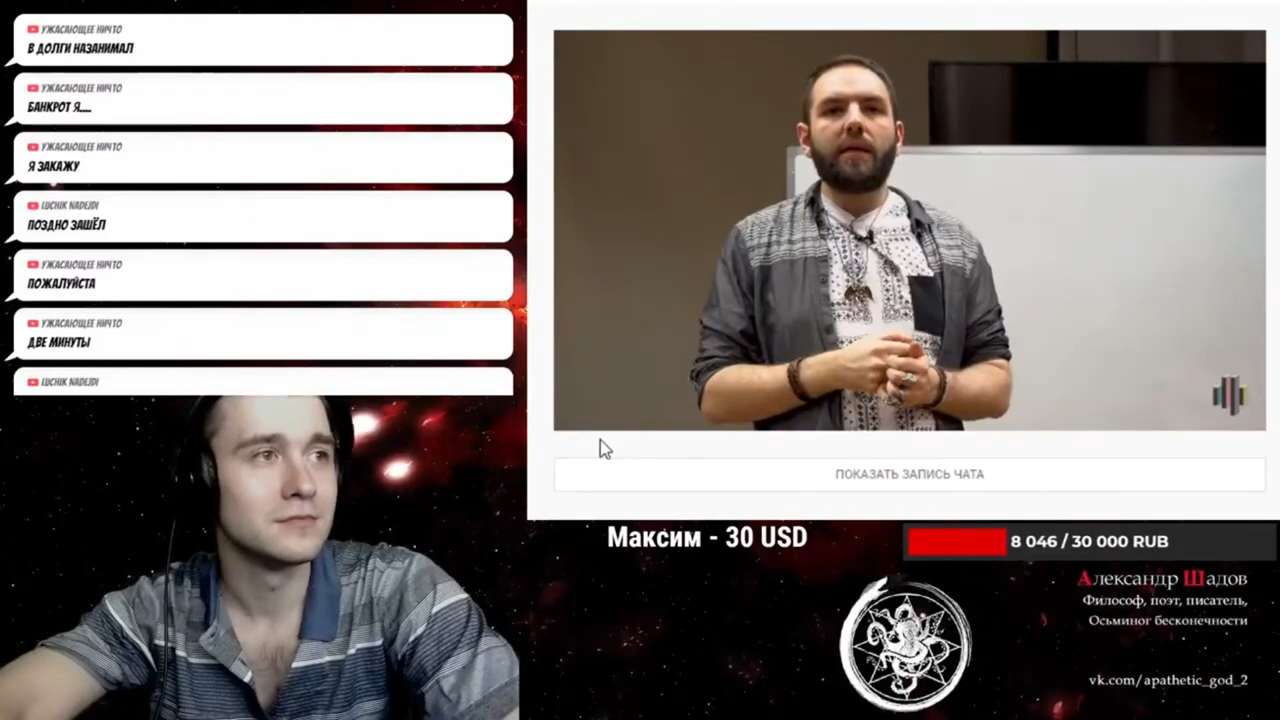 УЖАСАЮЩЕЕ НИЧТО
В ДОЛГИ НАЗАНИМАЛ
УЖАСАЮЩЕЕ НИЧТО
БАНКРОТ Я....
УЖАСАЮЩЕЕ НИЧТО
Я ЗАКАЖУ
LUCHIK NADEJDI
ПОЗДНО ЗАШЁЛ
УЖАСАЮЩЕЕ НИЧТО
ПОЖАЛУЙСТА
УЖАСАЮЩЕЕ НИЧТО
ДВЕ МИНУТЫ
LUCHIK NADEJDI
ПОКАЗАТЬ ЗАПИСЬ ЧАТА
Максим - 30 USD
8 046 / 30 000 RUB
Александр Шадов
Философ, поэт, писатель,
Осьминог бесконечности
vk.com/apathetic_god_2